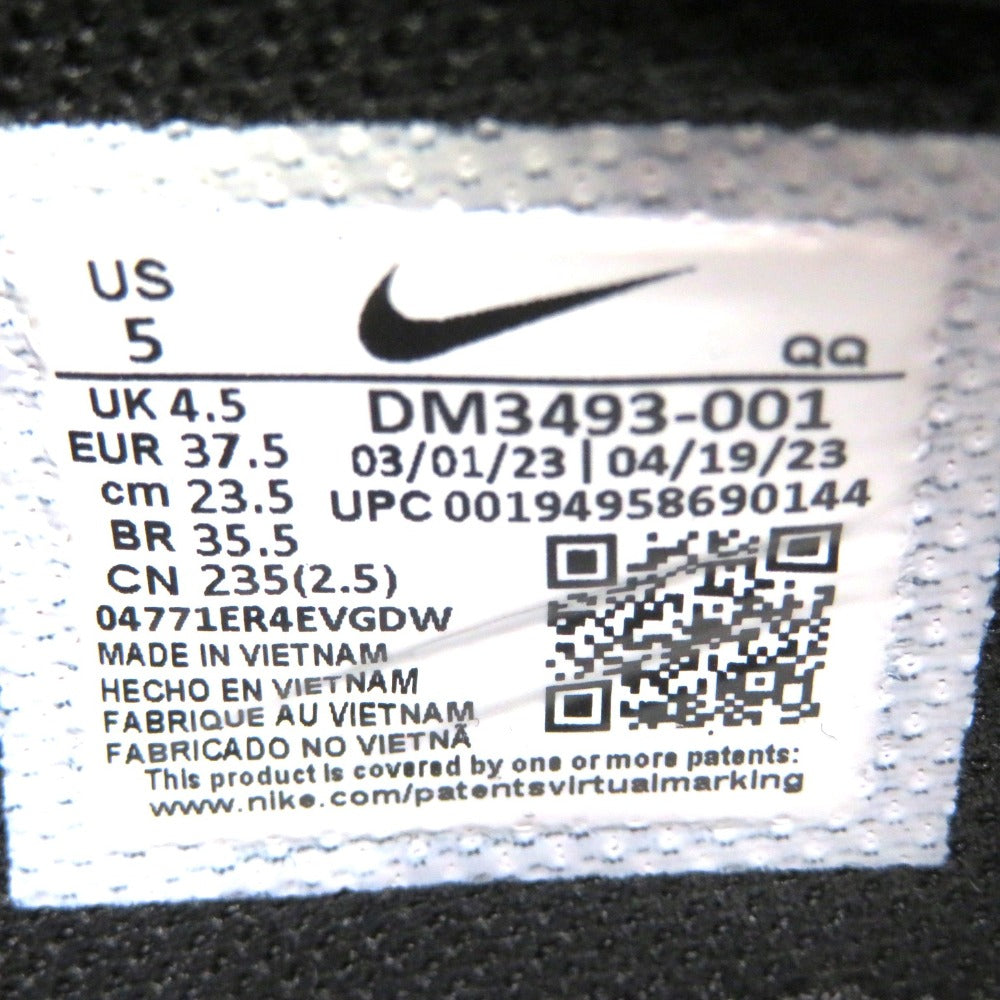 US
5
QQ
UK 4.5
EUR 37.5
cm 23.5
BR 35.5
CN 235(2.5)
DM3493-001
03/01/23 | 04/19/23
UPC 00194958690144
04771ER4EVGDW
MADE IN VIETNAM
HECHO EN VIETNAM
FABRIQUE AU VIETNAM
FABRICADO NO VIETNÃ
This product is covered by one or more patents:
www.nike.com/patentsvirtualmarking